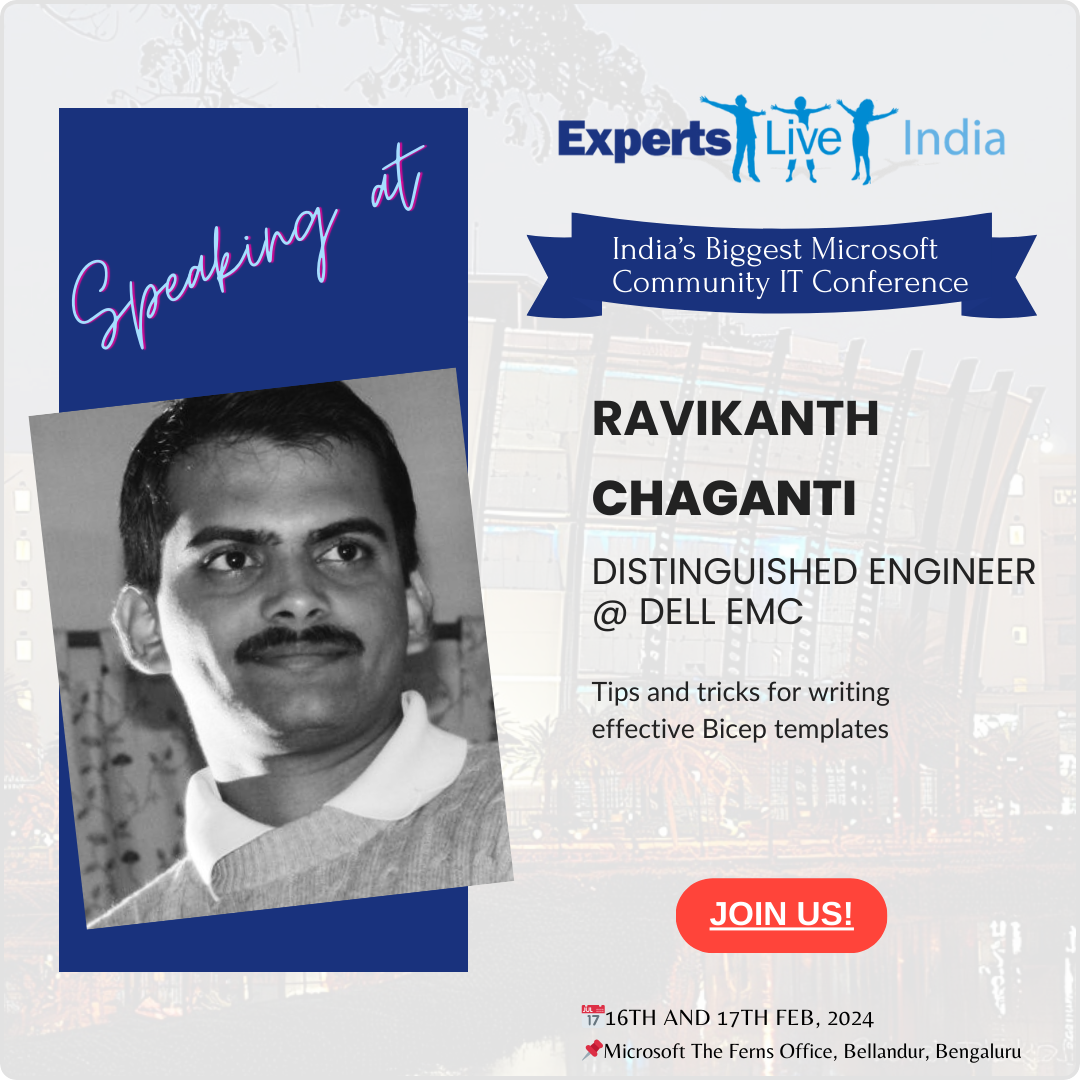 Speaking at
Experts Live India
India’s Biggest Microsoft
Community IT Conference
RAVIKANTH
CHAGANTI
DISTINGUISHED ENGINEER
@ DELL EMC
Tips and tricks for writing
effective Bicep templates
JOIN US!
📅16TH AND 17TH FEB, 2024
📌Microsoft The Ferns Office, Bellandur, Bengaluru